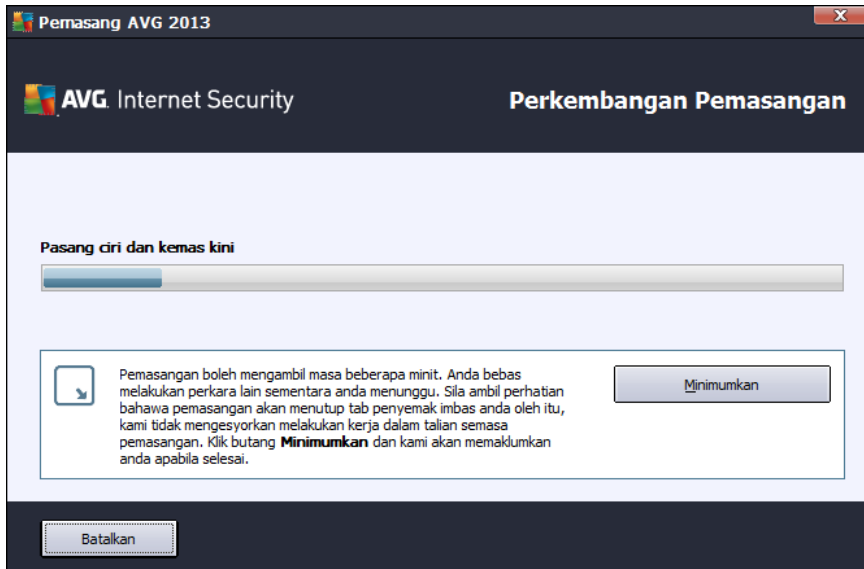 Pemasang AVG 2013
X
AVG. Internet Security
Perkembangan Pemasangan
Pasang ciri dan kemas kini
Pemasangan boleh mengambil masa beberapa minit. Anda bebas
melakukan perkara lain sementara anda menunggu. Sila ambil perhatian
bahawa pemasangan akan menutup tab penyemak imbas anda oleh itu,
kami tidak mengesyorkan melakukan kerja dalam talian semasa
pemasangan. Klik butang Minimumkan dan kami akan memaklumkan
anda apabila selesai.
Minimumkan
Batalkan